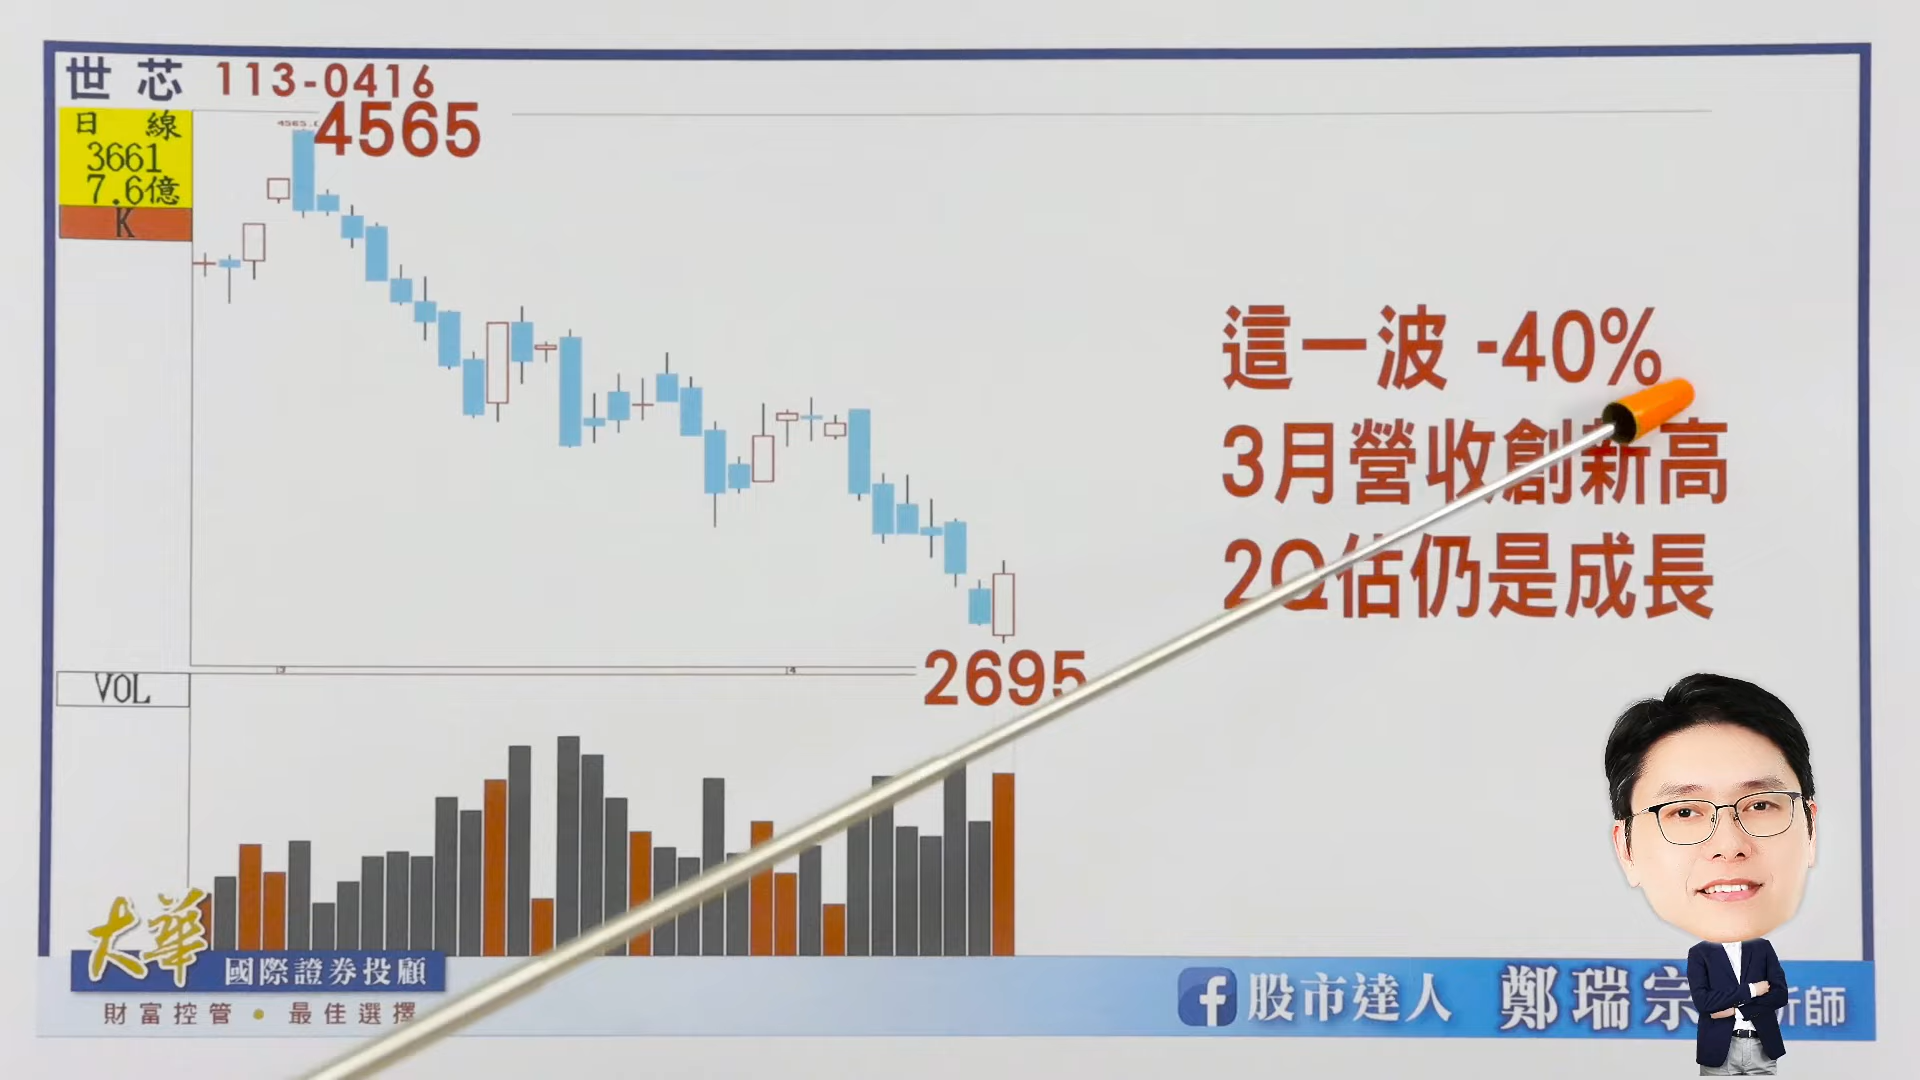 世芯 113-0416
4565
日線
3661
7.6億
K
這一波 -40%
3月營收創新高
2Q估仍是成長
3
4
2695
VOL
大華
國際證券投顧
財富控管・最佳選擇
股市達人 鄭瑞宗
師